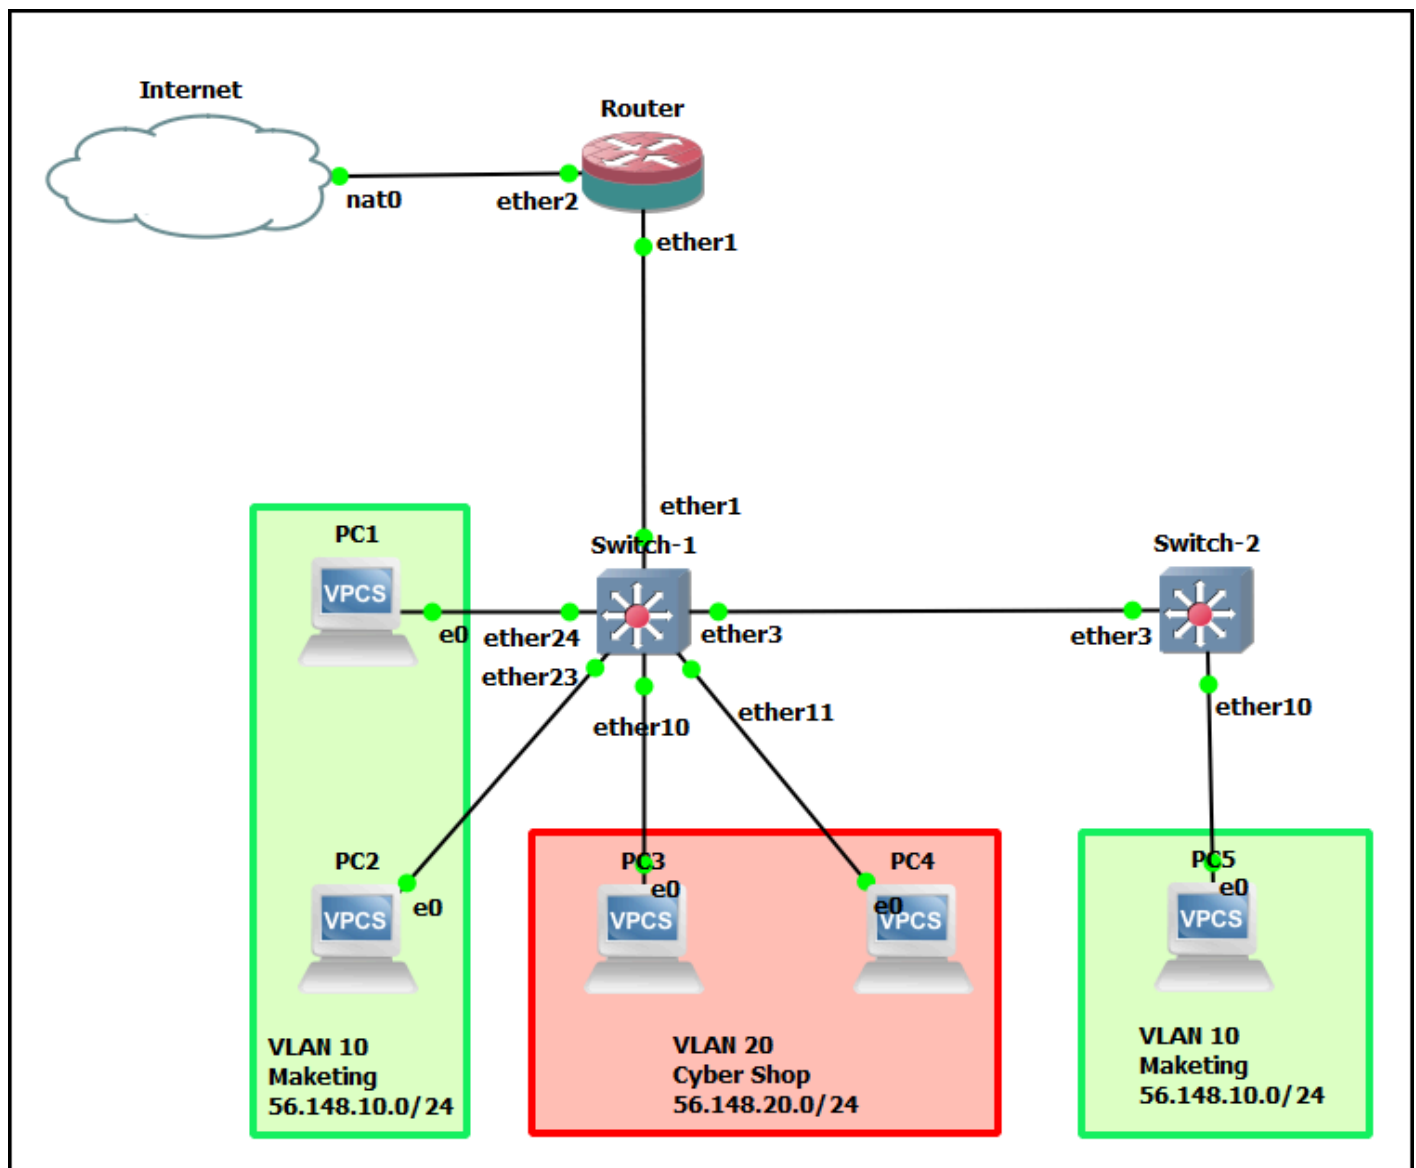 Internet
Router
nat0
ether2
ether1
ether1
PC1
Switch-1
Switch-2
VPCS
e0
ether24
ether3
ether3
ether23
ether10
ether11
ether10
PC2
PC3
PC4
PC5
e0
e0
e0
e0
VPCS
VPCS
VPCS
VPCS
VLAN 10
Maketing
56.148.10.0/24
VLAN 20
Cyber Shop
56.148.20.0/24
VLAN 10
Maketing
56.148.10.0/24